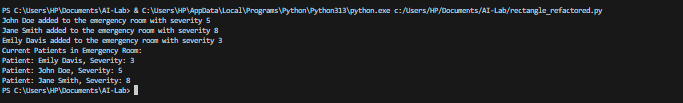 PS C:\Users\HP\Documents\AI-Lab> & C:\Users\HP\AppData\Local\Programs\Python\Python313\python.exe c:/Users/HP/Documents/AI-Lab/rectangle_refactored.py
John Doe added to the emergency room with severity 5
Jane Smith added to the emergency room with severity 8
Emily Davis added to the emergency room with severity 3
Current Patients in Emergency Room:
Patient: Emily Davis, Severity: 3
Patient: John Doe, Severity: 5
Patient: Jane Smith, Severity: 8
PS C:\Users\HP\Documents\AI-Lab>